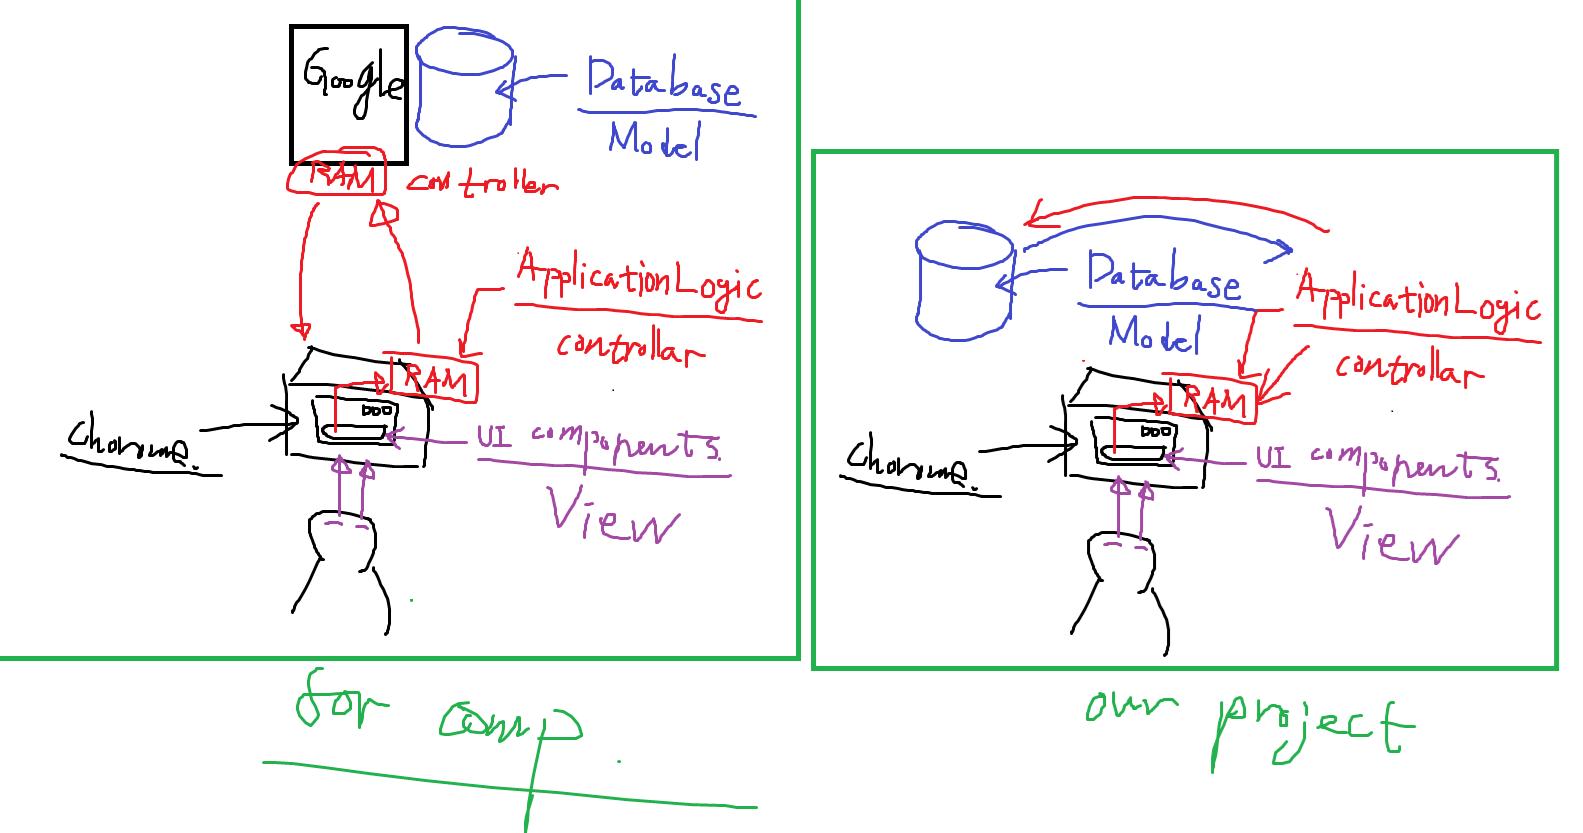 Google
Database
Model
RAM
controller
ApplicationLogic
controllar
RAM
Chorome.
UI components.
View
for comp.
Database
Model
ApplicationLogic
controllar
RAM
Chorome.
UI components.
View
our project